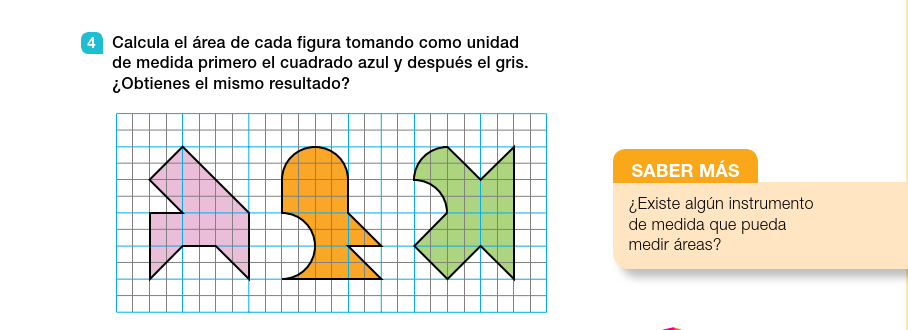 4 Calcula el área de cada figura tomando como unidad
de medida primero el cuadrado azul y después el gris.
¿Obtienes el mismo resultado?
SABER MÁS
¿Existe algún instrumento
de medida que pueda
medir áreas?